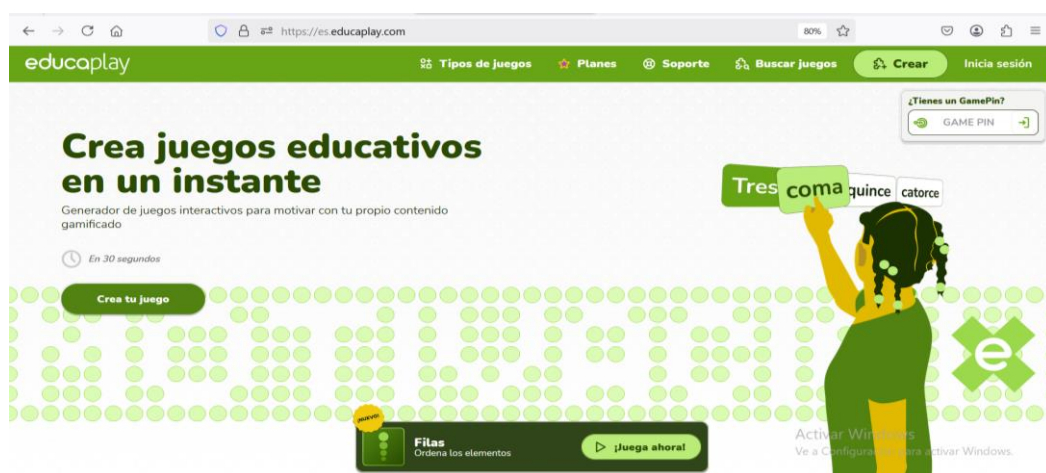 https://es.educaplay.com
80%
educaplay
Tipos de juegos
Planes
Soporte
Buscar juegos
Crear
Inicia sesión
¿Tienes un GamePin?
GAME PIN
Crea juegos educativos
en un instante
Generador de juegos interactivos para motivar con tu propio contenido
gamificado
En 30 segundos
Crea tu juego
Tres coma quince catorce
e
¡NUEVO!
Filas
Ordena los elementos
¡Juega ahora!
Activar Windows
Ve a Configuración para activar Windows.